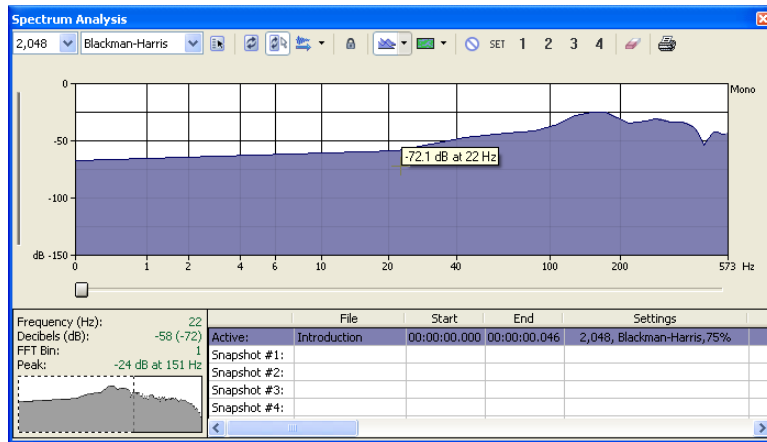 Spectrum Analysis
2,048 Blackman-Harris SET 1 2 3 4
0 Mono
-50
-72.1 dB at 22 Hz
-100
dB -150
0 1 2 4 6 10 20 40 100 200 573 Hz
Frequency (Hz): 22
Decibels (dB): -58 (-72)
FFT Bin: 1
Peak: -24 dB at 151 Hz
File Start End Settings
Active: Introduction 00:00:00.000 00:00:00.046 2,048, Blackman-Harris,75%
Snapshot #1:
Snapshot #2:
Snapshot #3:
Snapshot #4: